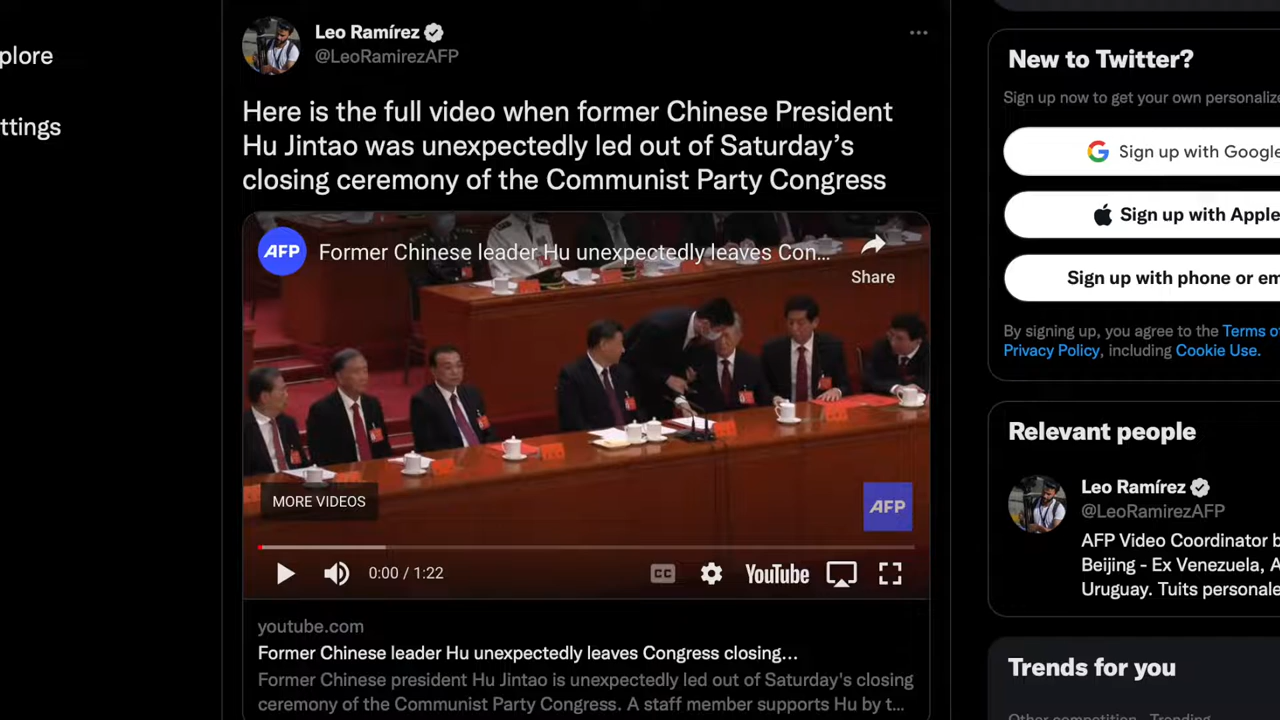 plore
ttings
Leo Ramírez
@LeoRamirezAFP
Here is the full video when former Chinese President
Hu Jintao was unexpectedly led out of Saturday’s
closing ceremony of the Communist Party Congress
AFP
Former Chinese leader Hu unexpectedly leaves Con...
Share
MORE VIDEOS
AFP
0:00 / 1:22
CC
YouTube
youtube.com
Former Chinese leader Hu unexpectedly leaves Congress closing...
Former Chinese president Hu Jintao is unexpectedly led out of Saturday's closing
ceremony of the Communist Party Congress. A staff member supports Hu by t...
New to Twitter?
Sign up now to get your own personalize
Sign up with Google
Sign up with Apple
Sign up with phone or em
By signing up, you agree to the Terms o
Privacy Policy, including Cookie Use.
Relevant people
Leo Ramírez
@LeoRamirezAFP
AFP Video Coordinator b
Beijing - Ex Venezuela, A
Uruguay. Tuits personale
Trends for you
Other competition · Trending